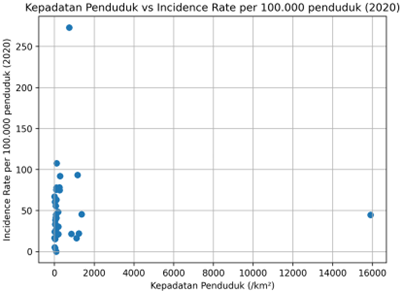 Kepadatan Penduduk vs Incidence Rate per 100.000 penduduk (2020)
Incidence Rate per 100.000 penduduk (2020)
250
200
150
100
50
0
0 2000 4000 6000 8000 10000 12000 14000 16000
Kepadatan Penduduk (/km²)